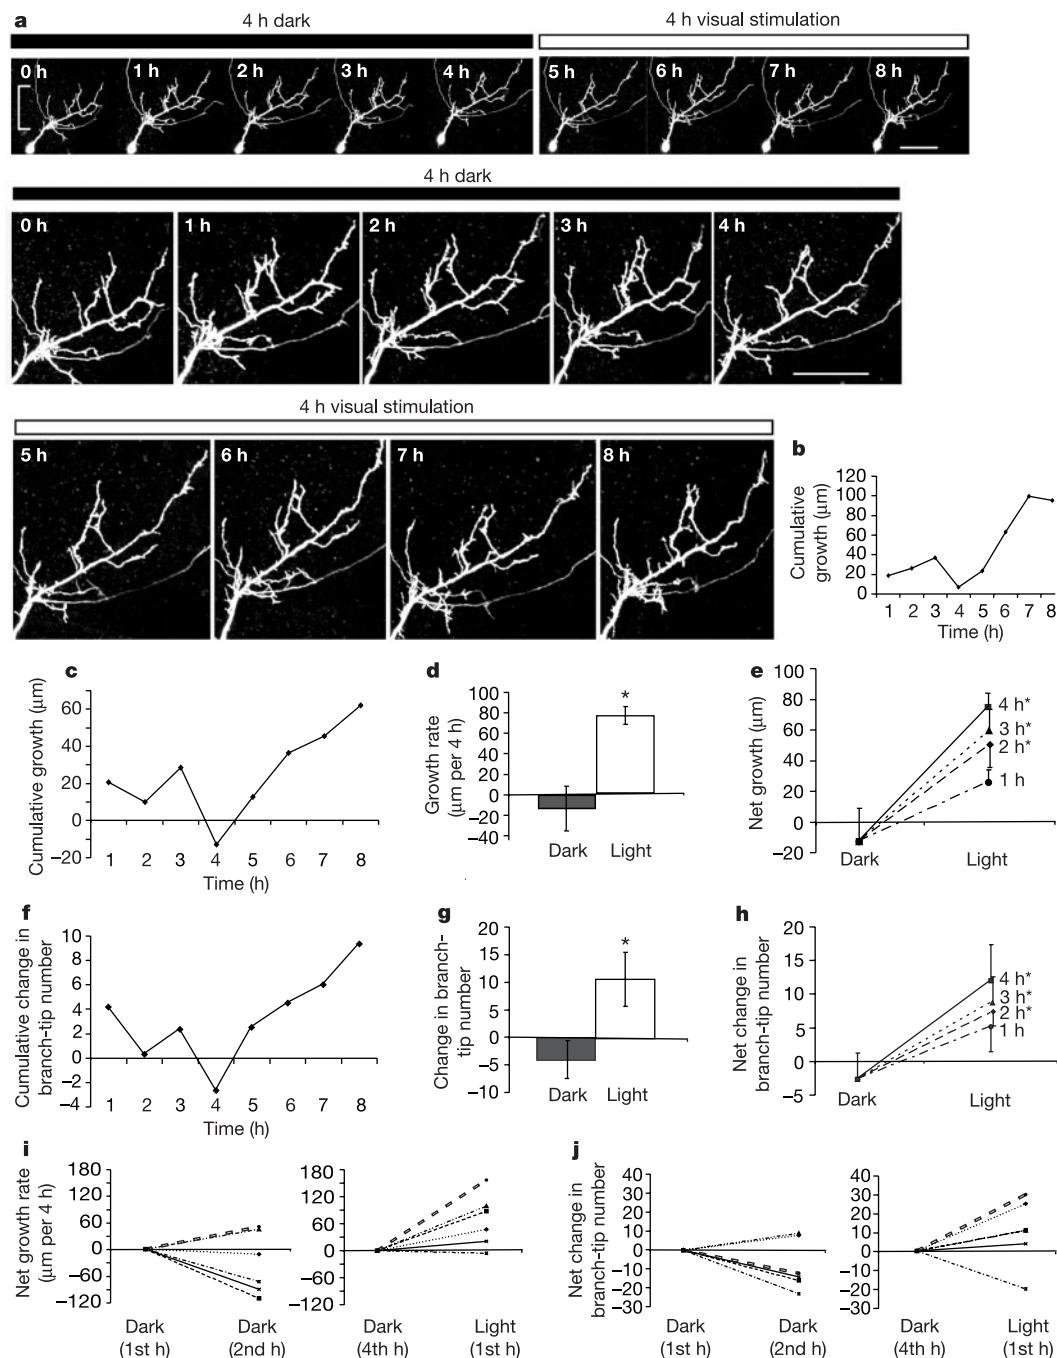 a
4 h dark
4 h visual stimulation
0 h 1 h 2 h 3 h 4 h 5 h 6 h 7 h 8 h
4 h dark
0 h 1 h 2 h 3 h 4 h
4 h visual stimulation
5 h 6 h 7 h 8 h
b
Cumulative
growth (μm)
120
100
80
60
40
20
0
1 2 3 4 5 6 7 8
Time (h)
c
Cumulative growth (μm)
60
40
20
0
−20
1 2 3 4 5 6 7 8
Time (h)
d
Growth rate
(μm per 4 h)
100
80
60
40
20
0
−20
−40
*
Dark Light
e
Net growth (μm)
100
80
60
40
20
0
−20
4 h*
3 h*
2 h*
1 h
Dark Light
f
Cumulative change in
branch-tip number
10
8
6
4
2
0
−2
−4
1 2 3 4 5 6 7 8
Time (h)
g
Change in branch-
tip number
20
15
10
5
0
−5
−10
*
Dark Light
h
Net change in
branch-tip number
20
15
10
5
0
−5
4 h*
3 h*
2 h*
1 h
Dark Light
i
Net growth rate
(μm per 4 h)
180
120
60
0
−60
−120
Dark
(1st h)
Dark
(2nd h)
180
120
60
0
−60
−120
Dark
(4th h)
Light
(1st h)
j
Net change in
branch-tip number
40
30
20
10
0
−10
−20
−30
Dark
(1st h)
Dark
(2nd h)
40
30
20
10
0
−10
−20
−30
Dark
(4th h)
Light
(1st h)